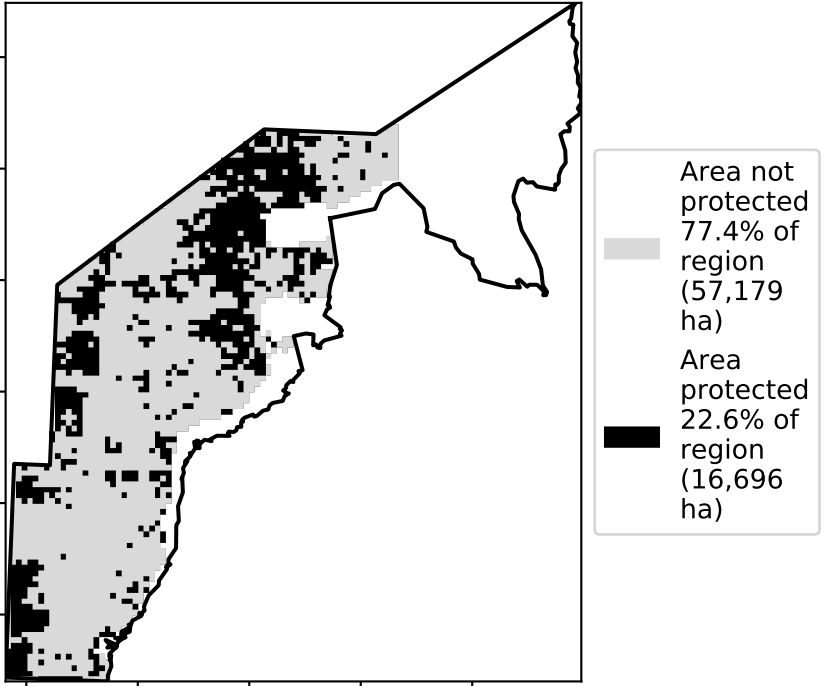 Area not
protected
77.4% of
region
(57,179
ha)
Area
protected
22.6% of
region
(16,696
ha)